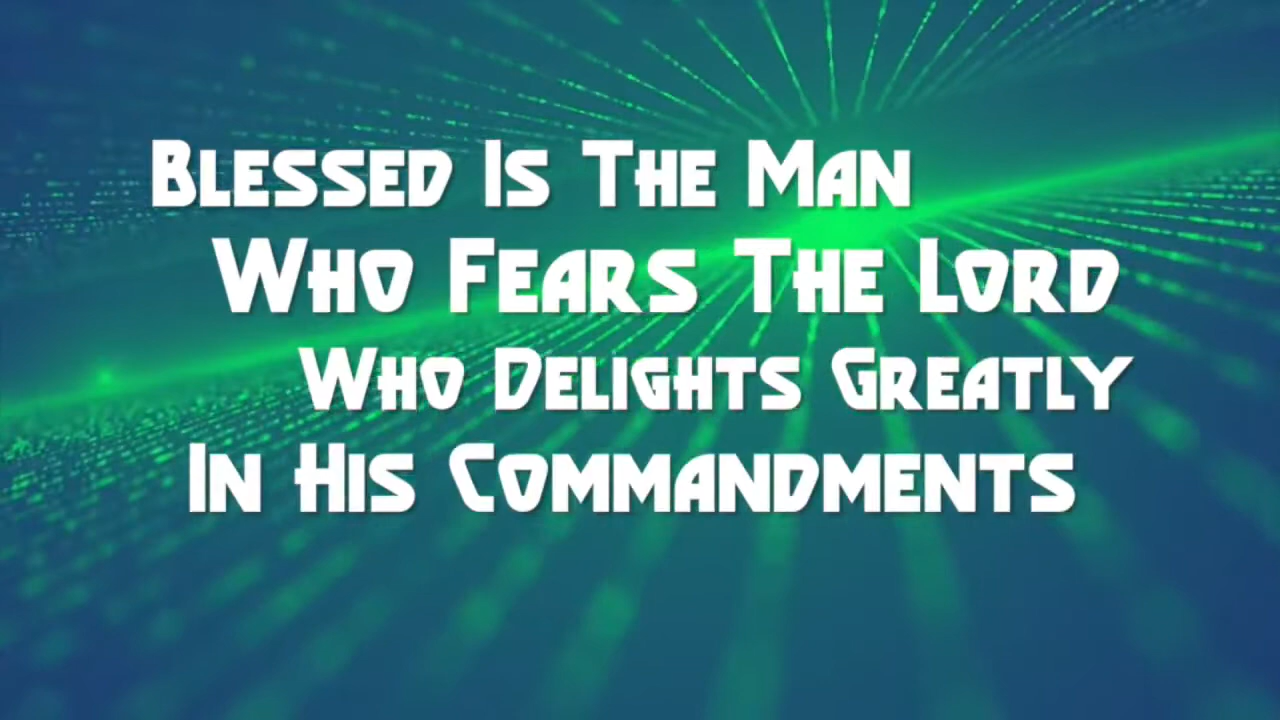 Blessed Is The Man
Who Fears The Lord
Who Delights Greatly
In His Commandments